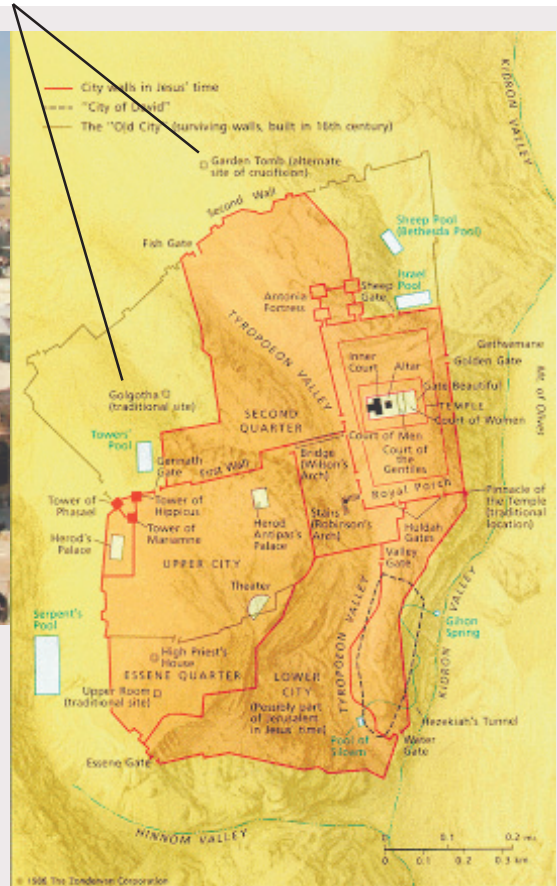 City walls in Jesus' time
"City of David"
The "Old City" (surviving walls, built in 16th century)
KIDRON VALLEY
Garden Tomb (alternate
site of crucifixion)
Second Wall
Fish Gate
Sheep Pool
(Bethesda Pool)
Israel
Pool
Sheep
Gate
Antonia
Fortress
TYROPOEON VALLEY
Gethsemane
Golden Gate
Mt. of Olives
Inner
Court
Altar
Gate Beautiful
TEMPLE
Court of Women
Golgotha
(traditional site)
SECOND
QUARTER
Court of Men
Towers'
Pool
Gennath
Gate
First Wall
Bridge
(Wilson's
Arch)
Court of
the
Gentiles
Royal Porch
Tower of
Phasael
Tower of
Hippicus
Tower of
Mariamne
Herod's
Palace
Herod
Antipas's
Palace
Stairs
(Robinson's
Arch)
Huldah
Gates
Pinnacle of
the Temple
(traditional
location)
UPPER CITY
Valley
Gate
Theater
Serpent's
Pool
TYROPOEON VALLEY
KIDRON VALLEY
Gihon
Spring
High Priest's
House
ESSENE QUARTER
LOWER
CITY
(Possibly part
of Jerusalem
in Jesus' time)
Upper Room
(traditional site)
Hezekiah's Tunnel
Pool of
Siloam
Water
Gate
Essene Gate
HINNOM VALLEY
0 0.1 0.2 mi.
0 0.1 0.2 0.3 km.
© 1986 The Zondervan Corporation